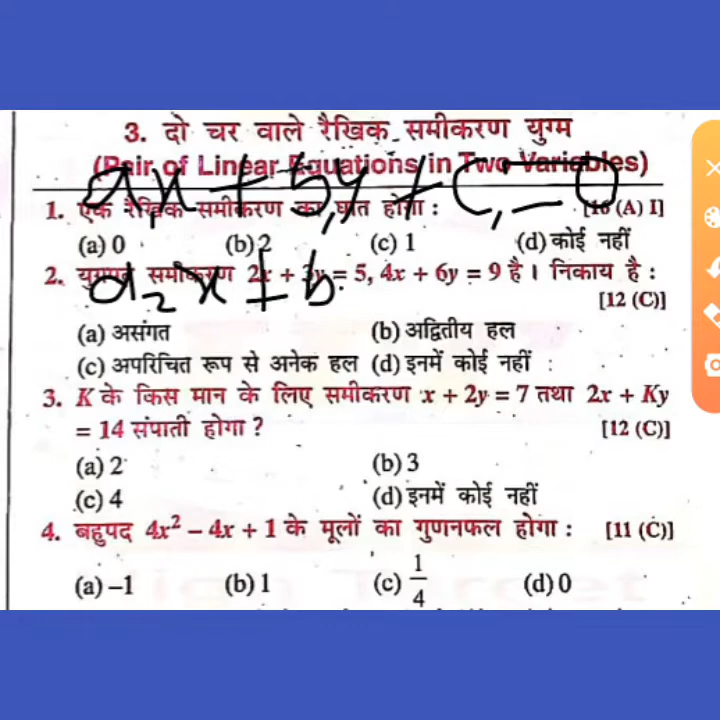 3. दो चर वाले रैखिक समीकरण युग्म
(Pair of Linear Equations in Two Variables)
a₁x + b₁y + c₁ = 0
1. एक रैखिक समीकरण का घात होगा : [16 (A) I]
(a) 0 (b) 2 (c) 1 (d) कोई नहीं
a₂x + b
2. युगपद समीकरण 2x + 3y = 5, 4x + 6y = 9 है। निकाय है :
[12 (C)]
(a) असंगत (b) अद्वितीय हल
(c) अपरिचित रूप से अनेक हल (d) इनमें कोई नहीं :
3. K के किस मान के लिए समीकरण x + 2y = 7 तथा 2x + Ky
= 14 संपाती होगा ? [12 (C)]
(a) 2 (b) 3
(c) 4 (d) इनमें कोई नहीं
4. बहुपद 4x² – 4x + 1 के मूलों का गुणनफल होगा : [11 (C)]
(a) –1 (b) 1 (c) 1/4 (d) 0